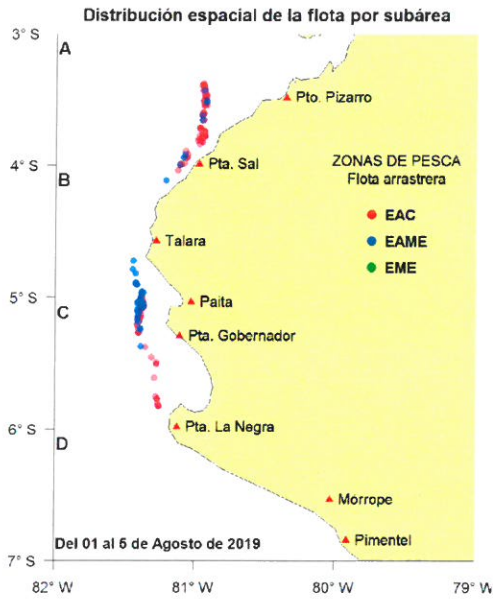 Distribución espacial de la flota por subárea
3° S
A
Pto. Pizarro
4° S
Pta. Sal
ZONAS DE PESCA
B
Flota arrastrera
EAC
Talara
EAME
EME
5° S
Paita
C
Pta. Gobernador
6° S
Pta. La Negra
D
Mórrope
Pimentel
Del 01 al 5 de Agosto de 2019
7° S
82° W
81°W
80°W
79°W